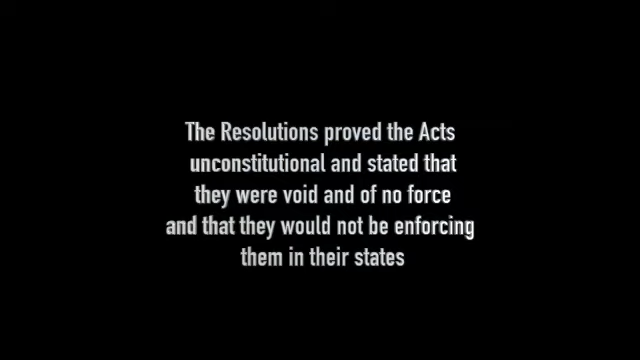 The Resolutions proved the Acts
unconstitutional and stated that
they were void and of no force
and that they would not be enforcing
them in their states